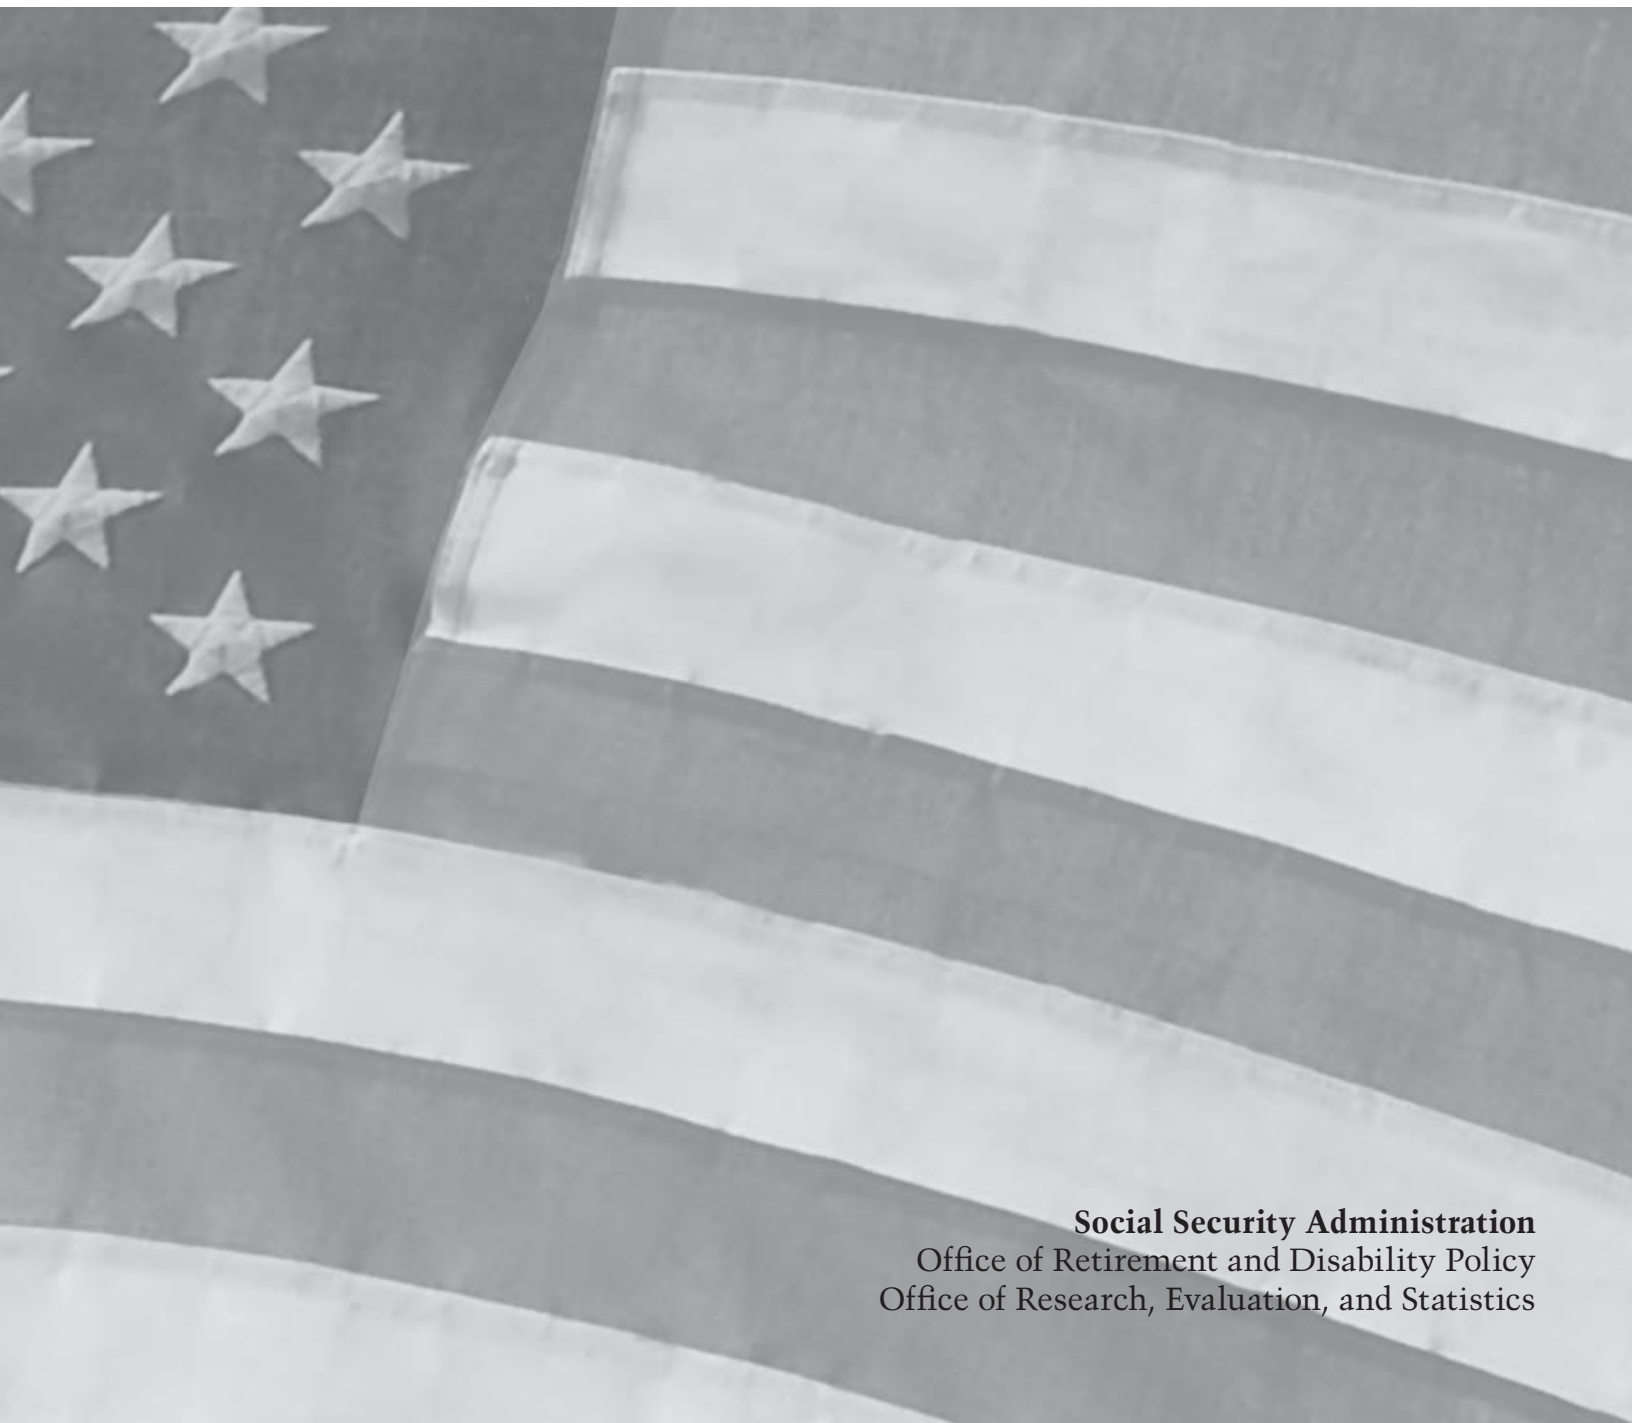 Social Security Administration
Office of Retirement and Disability Policy
Office of Research, Evaluation, and Statistics